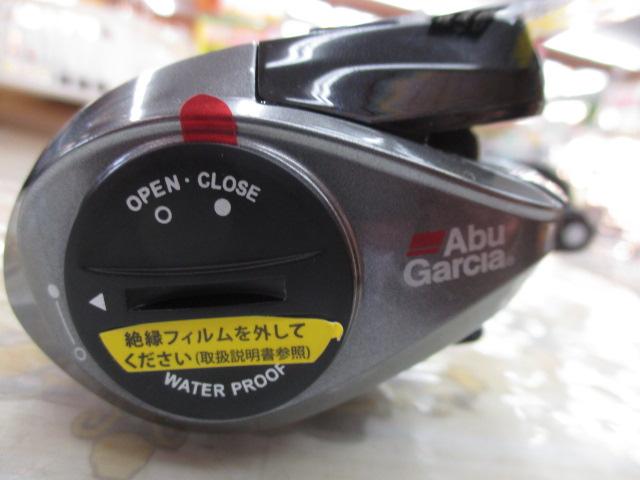 OPEN · CLOSE
Abu
Garcia®
絶縁フィルムを外して
ください(取扱説明書参照)
WATER PROOF